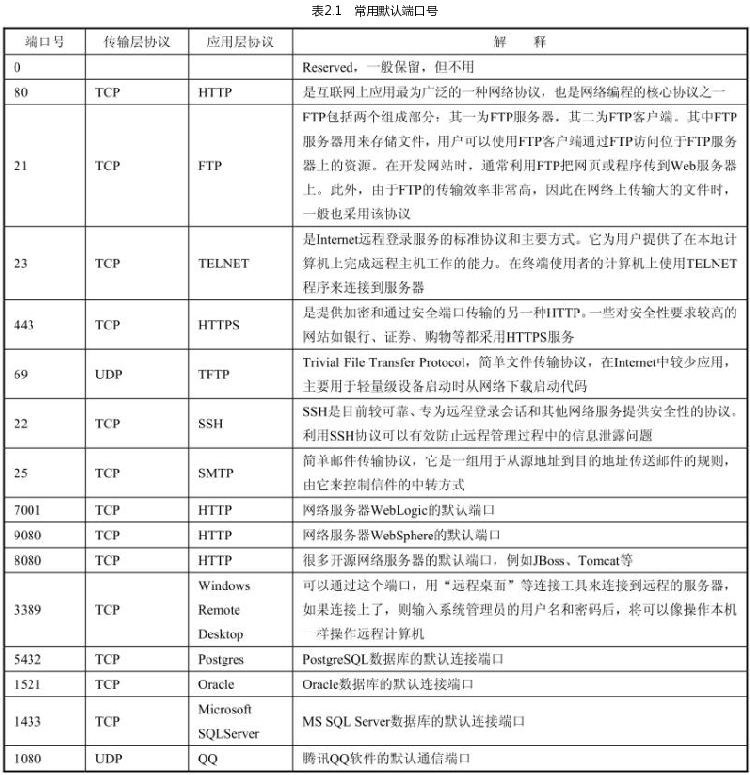 表2.1 常用默认端口号
端口号 传输层协议 应用层协议 解 释
0 Reserved，一般保留，但不用
80 TCP HTTP 是互联网上应用最为广泛的一种网络协议，也是网络编程的核心协议之一
FTP包括两个组成部分：其一为FTP服务器，其二为FTP客户端。其中FTP
服务器用来存储文件，用户可以使用FTP客户端通过FTP访问位于FTP服务
21 TCP FTP 器上的资源。在开发网站时，通常利用FTP把网页或程序传到Web服务器
上。此外，由于FTP的传输效率非常高，因此在网络上传输大的文件时，
一般也采用该协议
是Internet远程登录服务的标准协议和主要方式。它为用户提供了在本地计
23 TCP TELNET 算机上完成远程主机工作的能力。在终端使用者的计算机上使用TELNET
程序来连接到服务器
443 TCP HTTPS 是提供加密和通过安全端口传输的另一种HTTP。一些对安全性要求较高的
网站如银行、证券、购物等都采用HTTPS服务
69 UDP TFTP Trivial File Transfer Protocol，简单文件传输协议，在Internet中较少应用，
主要用于轻量级设备启动时从网络下载启动代码
22 TCP SSH SSH是目前较可靠、专为远程登录会话和其他网络服务提供安全性的协议。
利用SSH协议可以有效防止远程管理过程中的信息泄露问题
25 TCP SMTP 简单邮件传输协议，它是一组用于从源地址到目的地址传送邮件的规则，
由它来控制信件的中转方式
7001 TCP HTTP 网络服务器WebLogic的默认端口
9080 TCP HTTP 网络服务器WebSphere的默认端口
8080 TCP HTTP 很多开源网络服务器的默认端口，例如JBoss、Tomcat等
Windows 可以通过这个端口，用“远程桌面”等连接工具来连接到远程的服务器，
3389 TCP Remote 如果连接上了，则输入系统管理员的用户名和密码后，将可以像操作本机
Desktop 一样操作远程计算机
5432 TCP Postgres PostgreSQL数据库的默认连接端口
1521 TCP Oracle Oracle数据库的默认连接端口
1433 TCP Microsoft MS SQL Server数据库的默认连接端口
SQLServer
1080 UDP QQ 腾讯QQ软件的默认通信端口